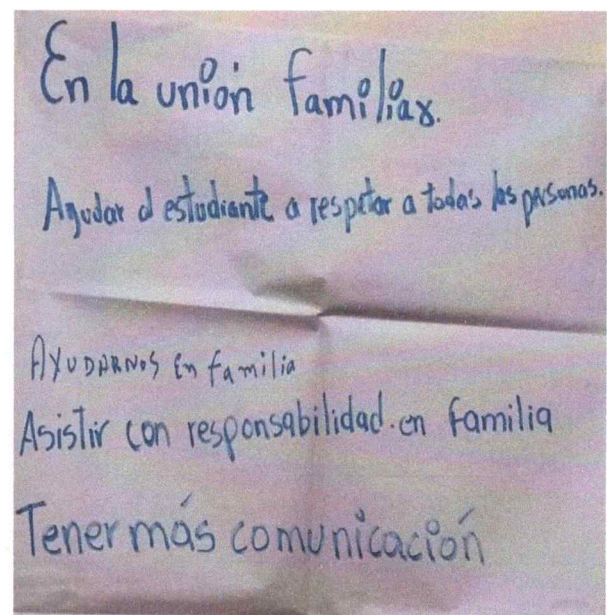 En la unión familiar.
Ayudar al estudiante a respetar a todas las personas.
AYUDARNOS En familia
Asistir con responsabilidad. en familia
Tener más comunicación